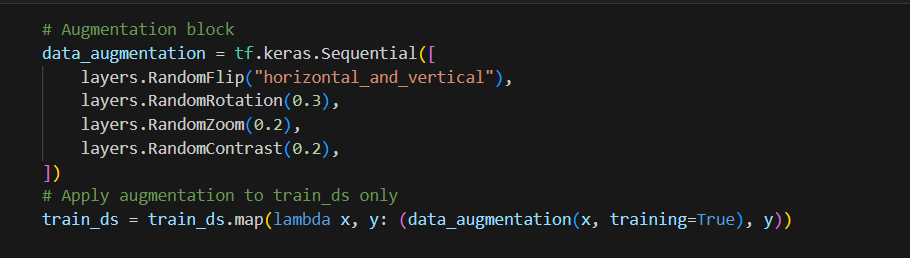 # Augmentation block
data_augmentation = tf.keras.Sequential([
    layers.RandomFlip("horizontal_and_vertical"),
    layers.RandomRotation(0.3),
    layers.RandomZoom(0.2),
    layers.RandomContrast(0.2),
])
# Apply augmentation to train_ds only
train_ds = train_ds.map(lambda x, y: (data_augmentation(x, training=True), y))